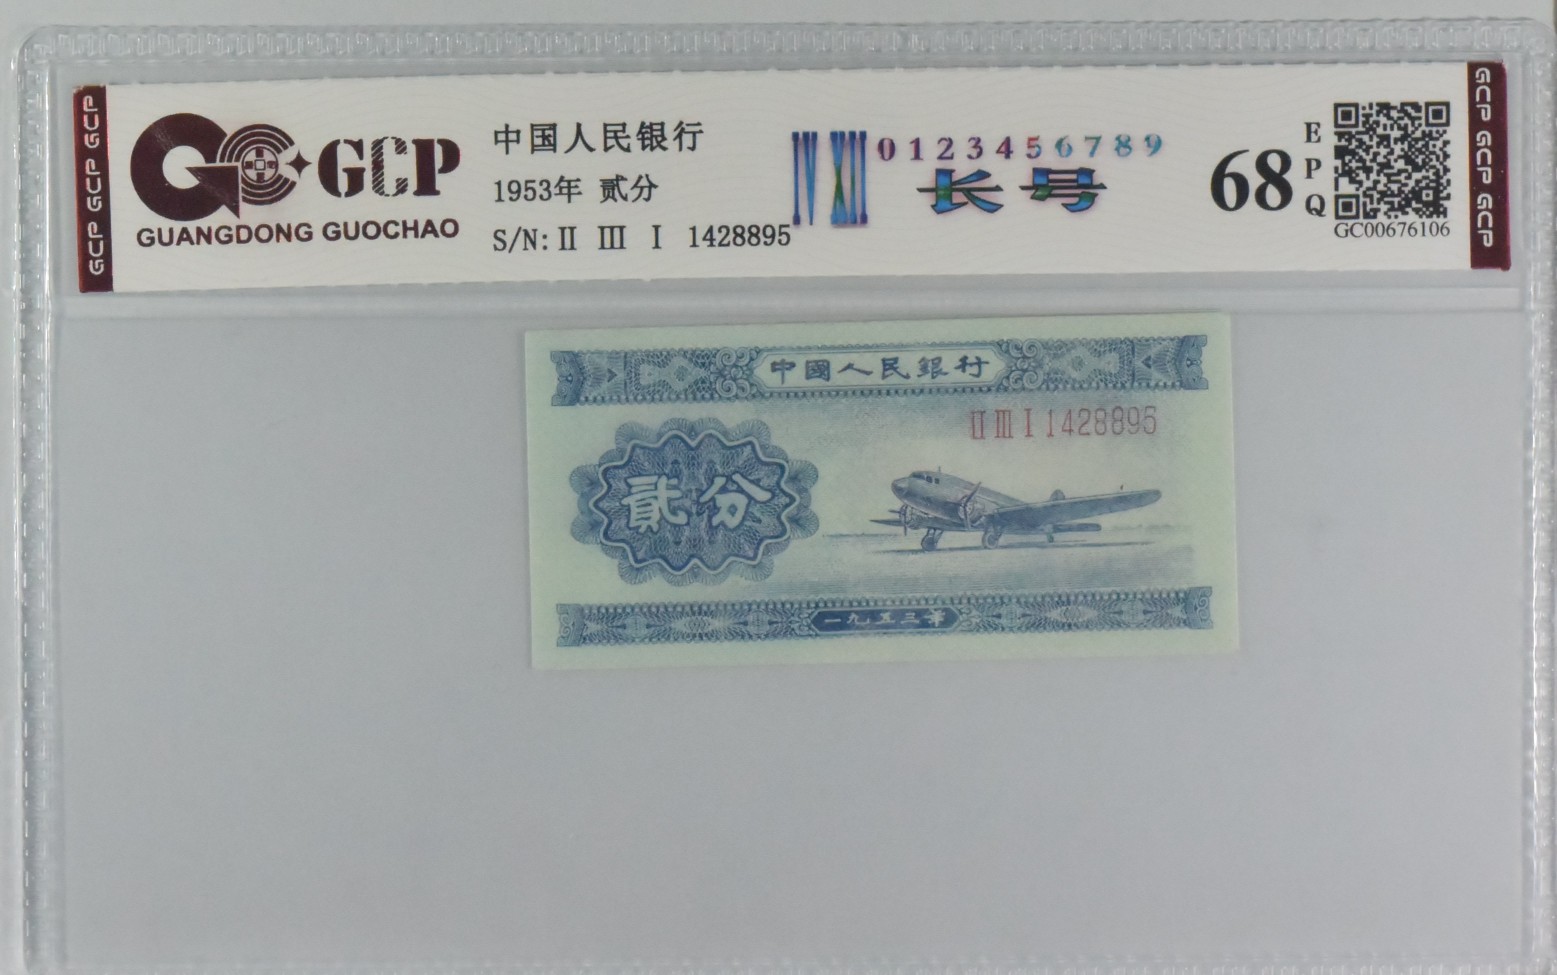 GCP GCP GCP
GCP
GUANGDONG GUOCHAO
中国人民银行
1953年 贰分
S/N: II III I 1428895
0123456789
长号
68
EPQ
GC00676106
GCP GCP GCP
中國人民銀行
II III I 1428895
貳分
一九五三年